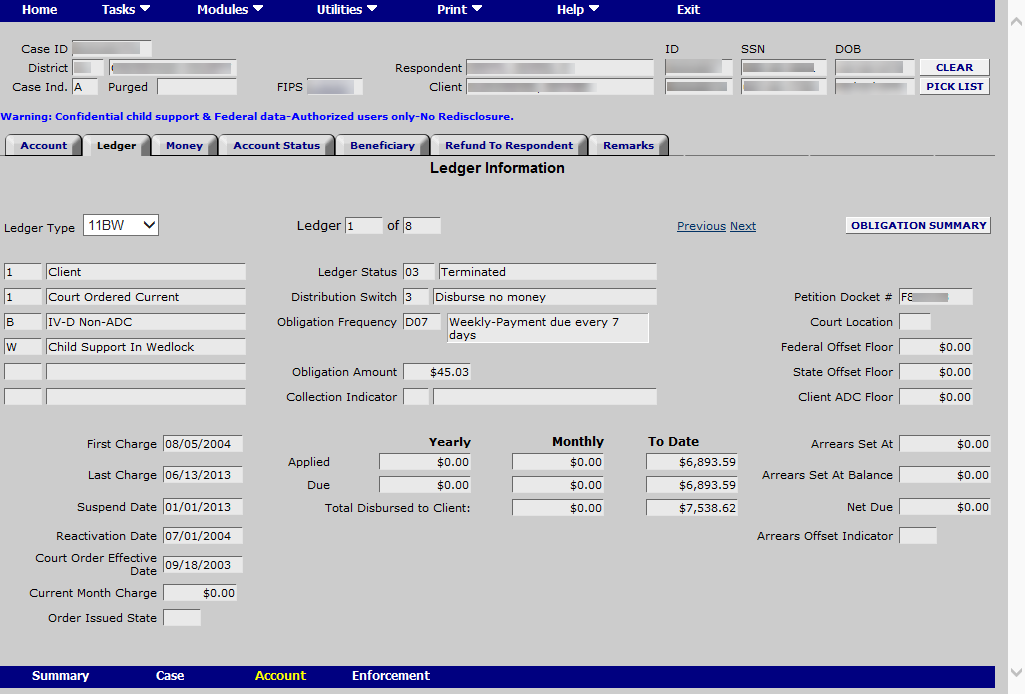 Home Tasks Modules Utilities Print Help Exit
Case ID ID SSN DOB
District Respondent CLEAR
Case Ind. A Purged FIPS Client PICK LIST
Warning: Confidential child support & Federal data-Authorized users only-No Redisclosure.
Account Ledger Money Account Status Beneficiary Refund To Respondent Remarks
Ledger Information
Ledger Type 11BW Ledger 1 of 8 Previous Next OBLIGATION SUMMARY
1 Client Ledger Status 03 Terminated
1 Court Ordered Current Distribution Switch 3 Disburse no money Petition Docket # F8
B IV-D Non-ADC Obligation Frequency D07 Weekly-Payment due every 7 Court Location
days
W Child Support In Wedlock Federal Offset Floor $0.00
Obligation Amount $45.03 State Offset Floor $0.00
Collection Indicator Client ADC Floor $0.00
Yearly Monthly To Date
First Charge 08/05/2004 Arrears Set At $0.00
Applied $0.00 $0.00 $6,893.59
Last Charge 06/13/2013 Arrears Set At Balance $0.00
Due $0.00 $0.00 $6,893.59
Suspend Date 01/01/2013 Total Disbursed to Client: $0.00 $7,538.62 Net Due $0.00
Reactivation Date 07/01/2004 Arrears Offset Indicator
Court Order Effective
Date 09/18/2003
Current Month Charge $0.00
Order Issued State
Summary Case Account Enforcement